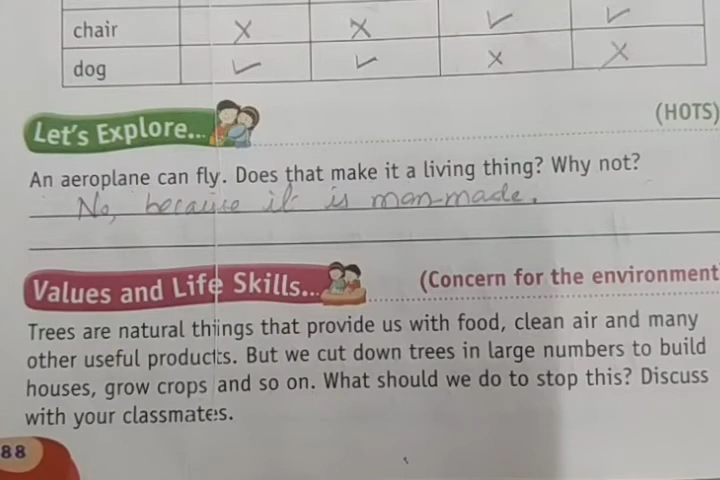 chair
dog
Let's Explore...
(HOTS)
An aeroplane can fly. Does that make it a living thing? Why not?
No, because it is man-made.
Values and Life Skills...
(Concern for the environment
Trees are natural things that provide us with food, clean air and many
other useful products. But we cut down trees in large numbers to build
houses, grow crops and so on. What should we do to stop this? Discuss
with your classmates.
88